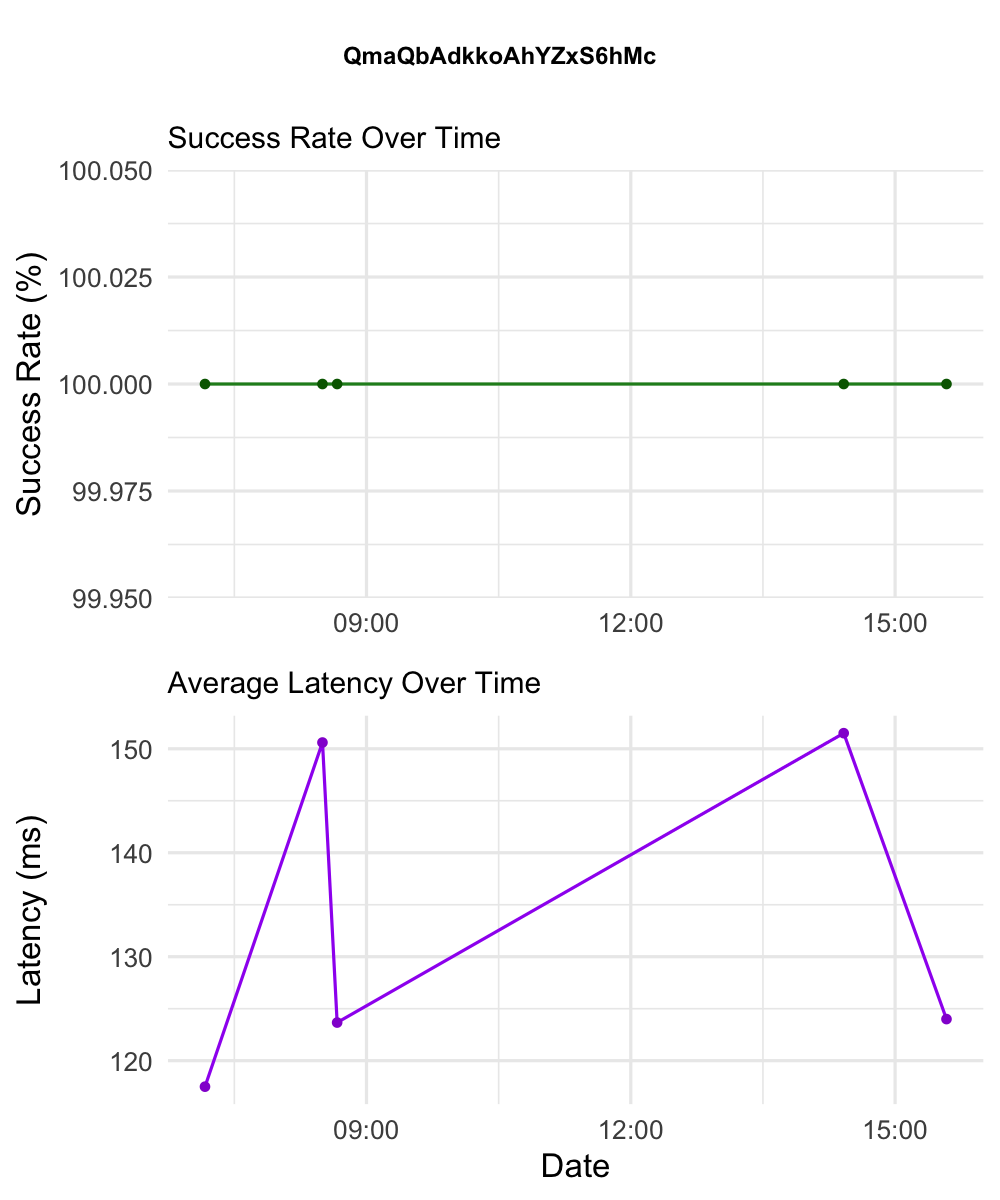 QmaQbAdkkoAhYZxS6hMc
Success Rate Over Time
Success Rate (%)
100.050
100.025
100.000
99.975
99.950
09:00 12:00 15:00
Average Latency Over Time
Latency (ms)
150
140
130
120
09:00 12:00 15:00
Date